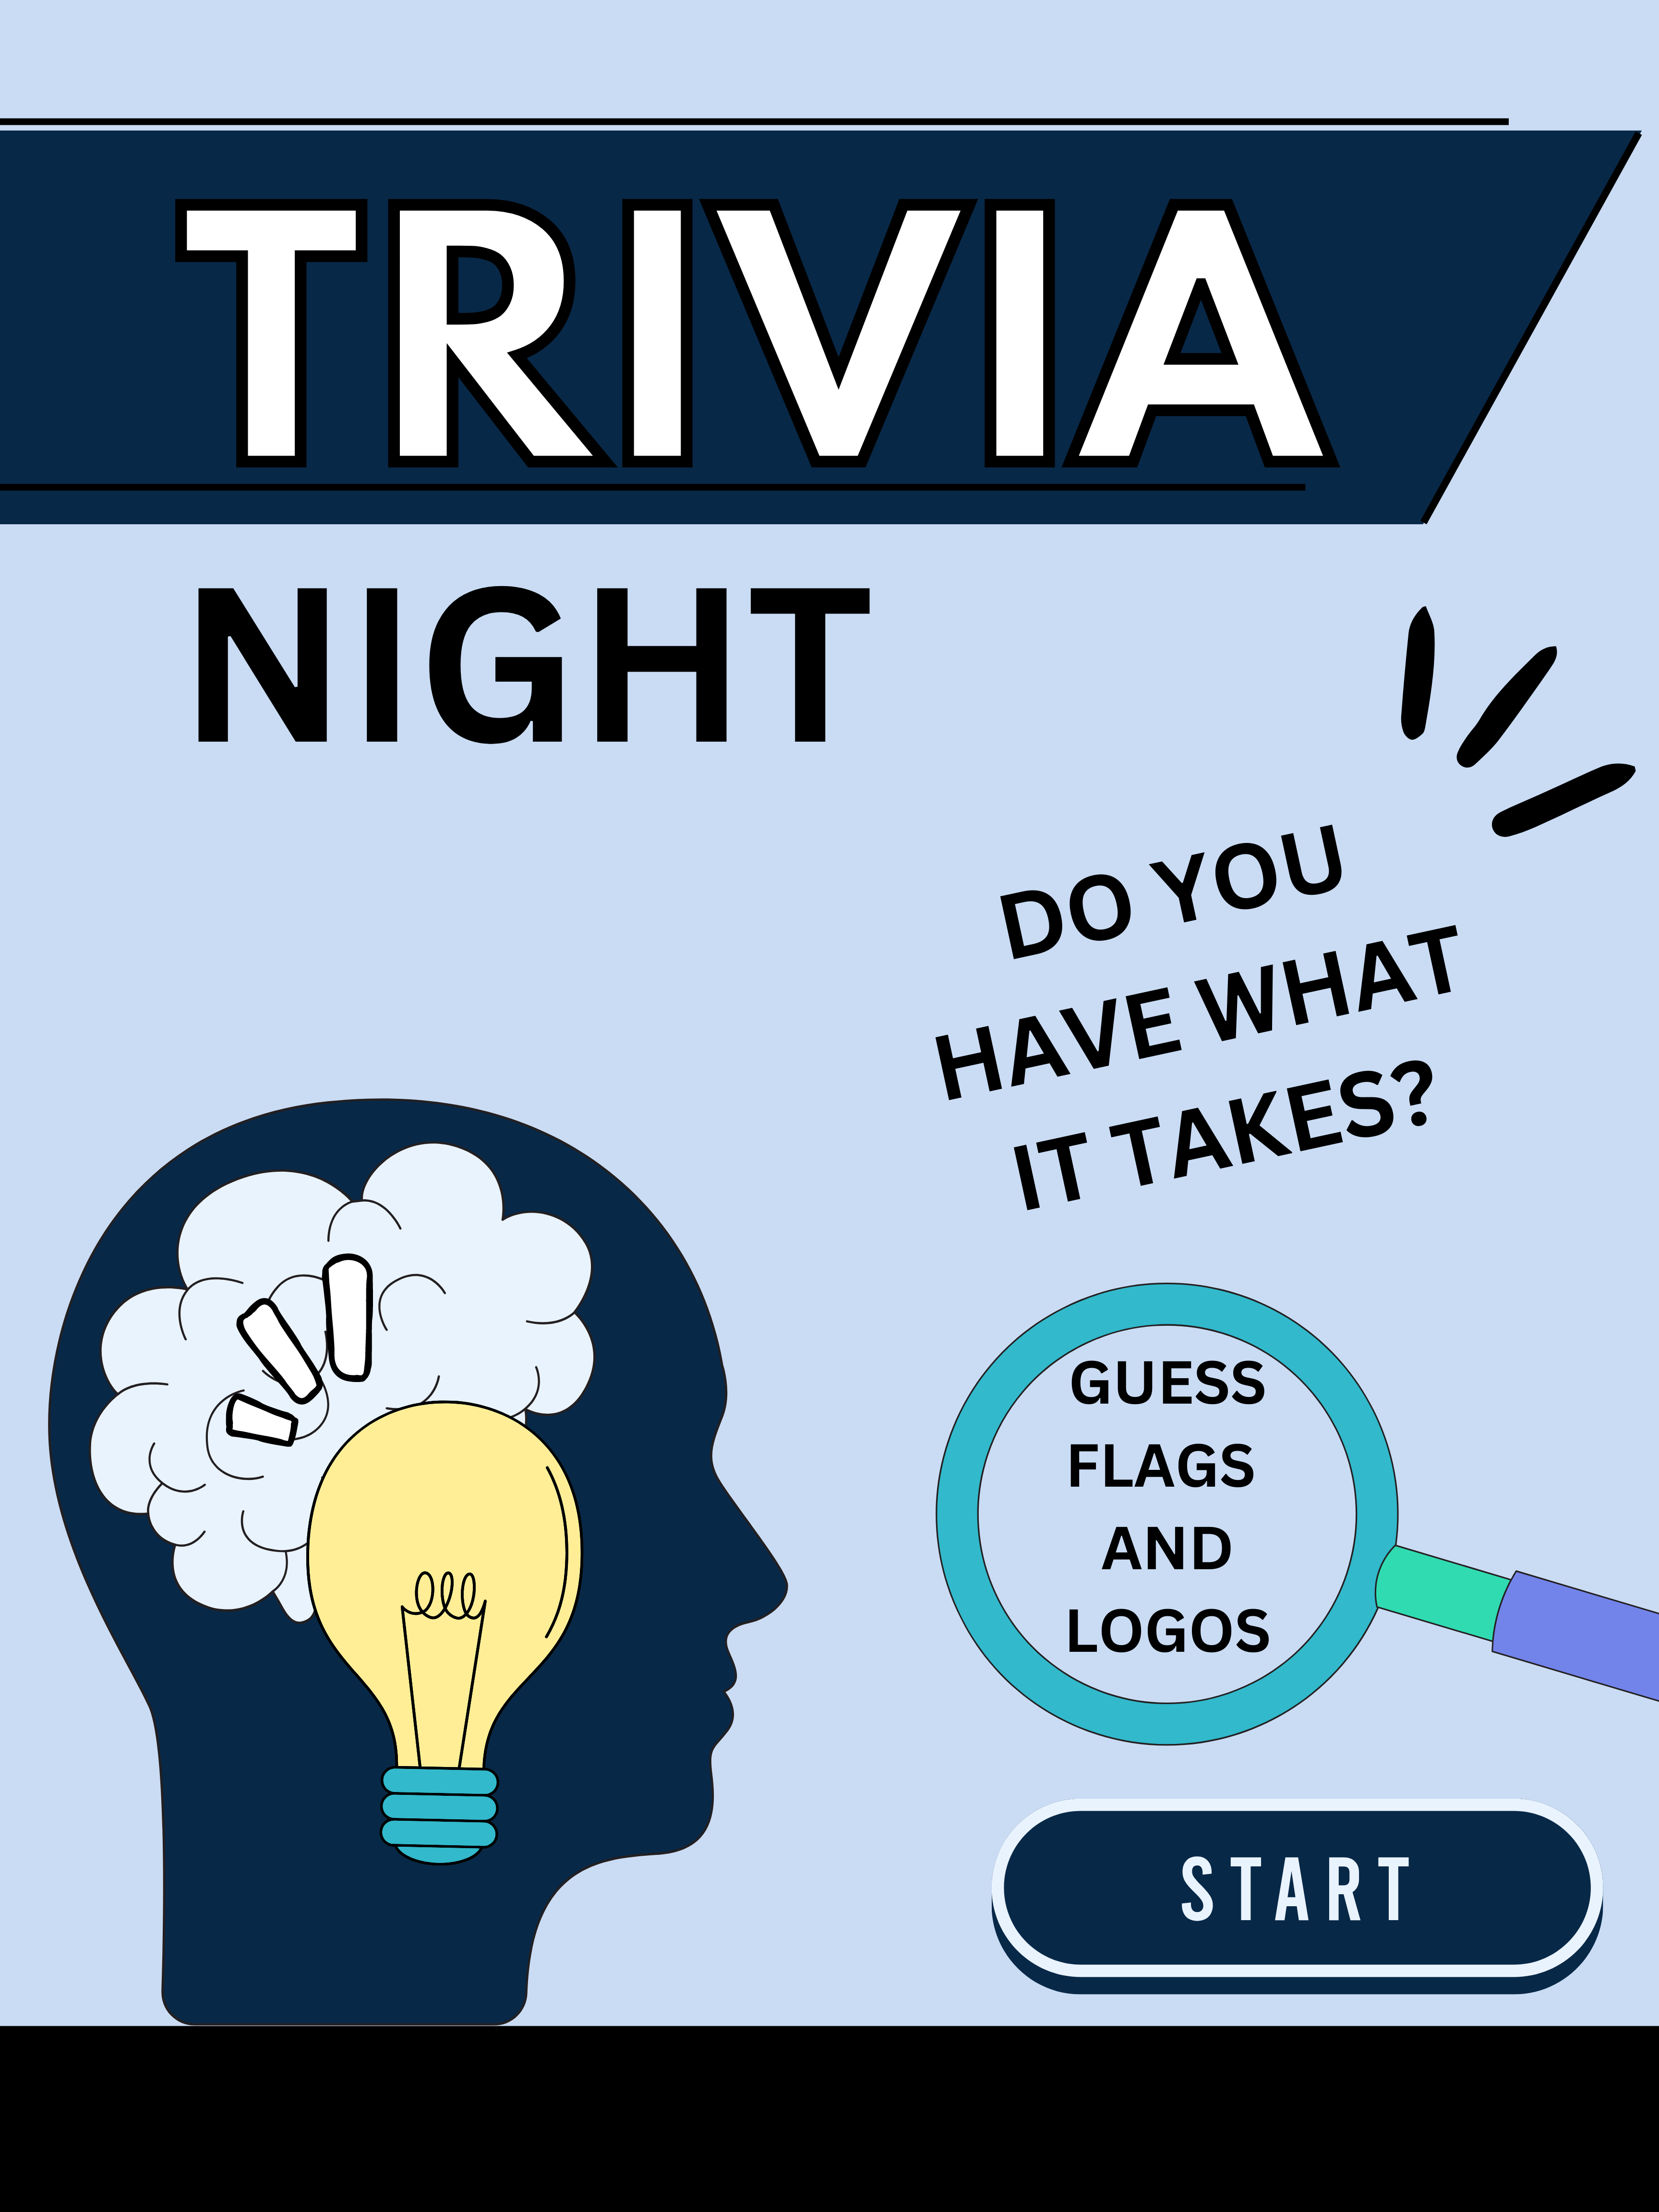 TRIVIA
NIGHT
DO YOU
HAVE WHAT
IT TAKES?
GUESS
FLAGS
AND
LOGOS
START